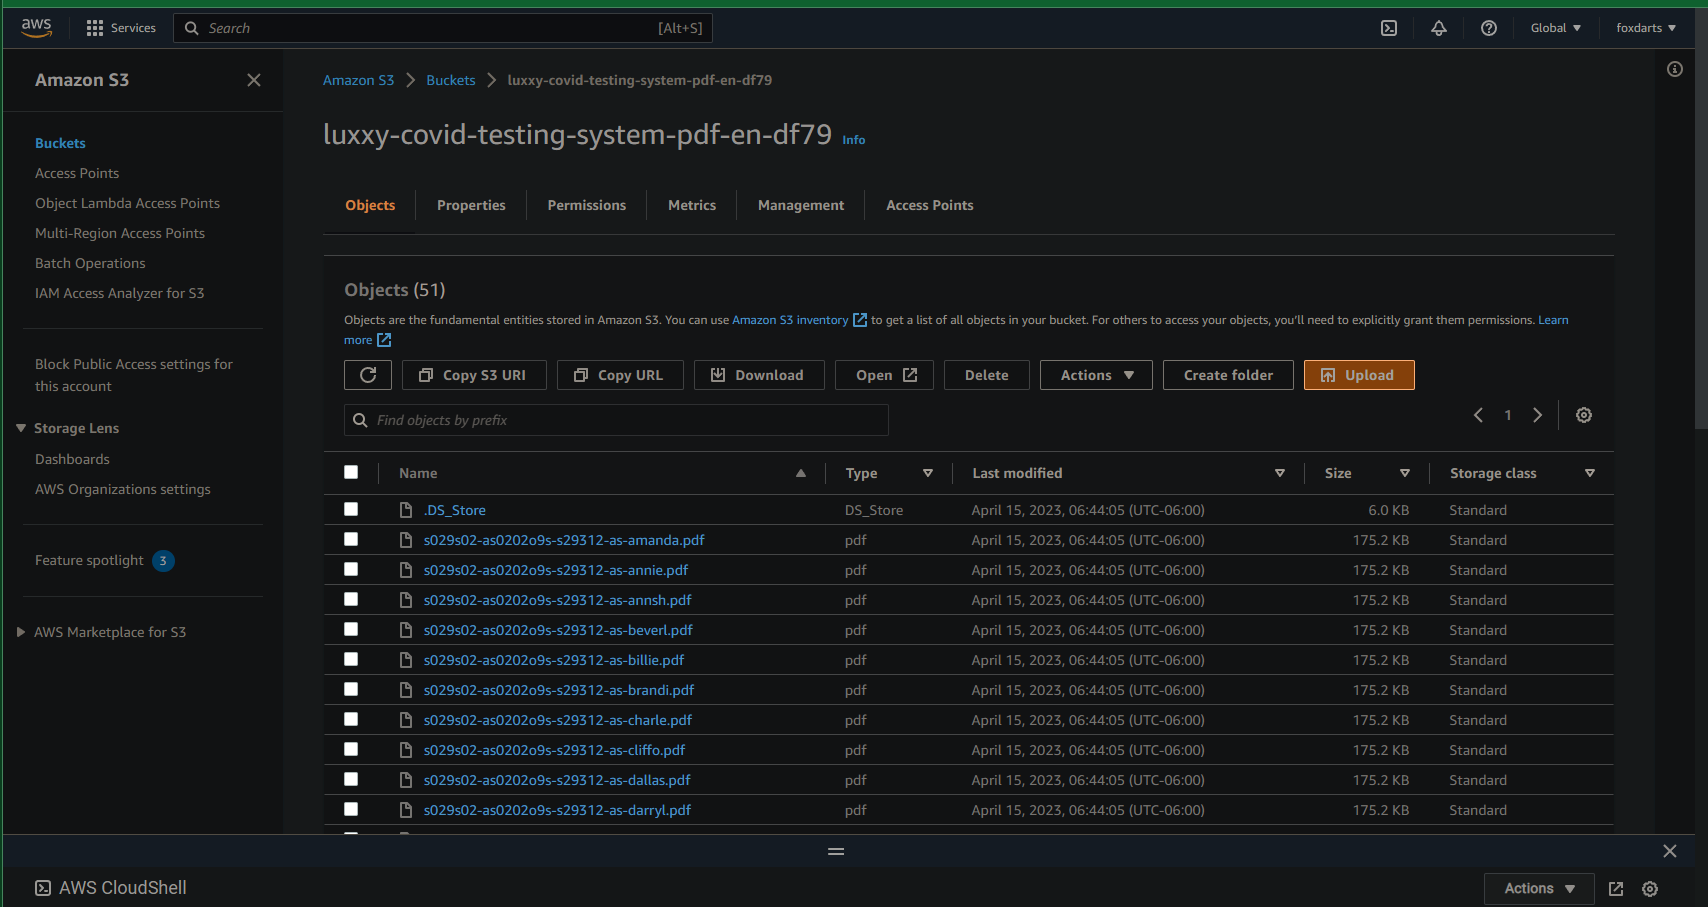 aws Services Search [Alt+S] Global foxdarts
Amazon S3
Buckets
Access Points
Object Lambda Access Points
Multi-Region Access Points
Batch Operations
IAM Access Analyzer for S3
Block Public Access settings for
this account
Storage Lens
Dashboards
AWS Organizations settings
Feature spotlight 3
AWS Marketplace for S3
Amazon S3 Buckets luxxy-covid-testing-system-pdf-en-df79
luxxy-covid-testing-system-pdf-en-df79 Info
Objects Properties Permissions Metrics Management Access Points
Objects (51)
Objects are the fundamental entities stored in Amazon S3. You can use Amazon S3 inventory to get a list of all objects in your bucket. For others to access your objects, you'll need to explicitly grant them permissions. Learn
more
Copy S3 URI Copy URL Download Open Delete Actions Create folder Upload
Find objects by prefix 1
Name Type Last modified Size Storage class
.DS_Store DS_Store April 15, 2023, 06:44:05 (UTC-06:00) 6.0 KB Standard
s029s02-as0202o9s-s29312-as-amanda.pdf pdf April 15, 2023, 06:44:05 (UTC-06:00) 175.2 KB Standard
s029s02-as0202o9s-s29312-as-annie.pdf pdf April 15, 2023, 06:44:05 (UTC-06:00) 175.2 KB Standard
s029s02-as0202o9s-s29312-as-annsh.pdf pdf April 15, 2023, 06:44:05 (UTC-06:00) 175.2 KB Standard
s029s02-as0202o9s-s29312-as-beverl.pdf pdf April 15, 2023, 06:44:05 (UTC-06:00) 175.2 KB Standard
s029s02-as0202o9s-s29312-as-billie.pdf pdf April 15, 2023, 06:44:05 (UTC-06:00) 175.2 KB Standard
s029s02-as0202o9s-s29312-as-brandi.pdf pdf April 15, 2023, 06:44:05 (UTC-06:00) 175.2 KB Standard
s029s02-as0202o9s-s29312-as-charle.pdf pdf April 15, 2023, 06:44:05 (UTC-06:00) 175.2 KB Standard
s029s02-as0202o9s-s29312-as-cliffo.pdf pdf April 15, 2023, 06:44:05 (UTC-06:00) 175.2 KB Standard
s029s02-as0202o9s-s29312-as-dallas.pdf pdf April 15, 2023, 06:44:05 (UTC-06:00) 175.2 KB Standard
s029s02-as0202o9s-s29312-as-darryl.pdf pdf April 15, 2023, 06:44:05 (UTC-06:00) 175.2 KB Standard
AWS CloudShell Actions